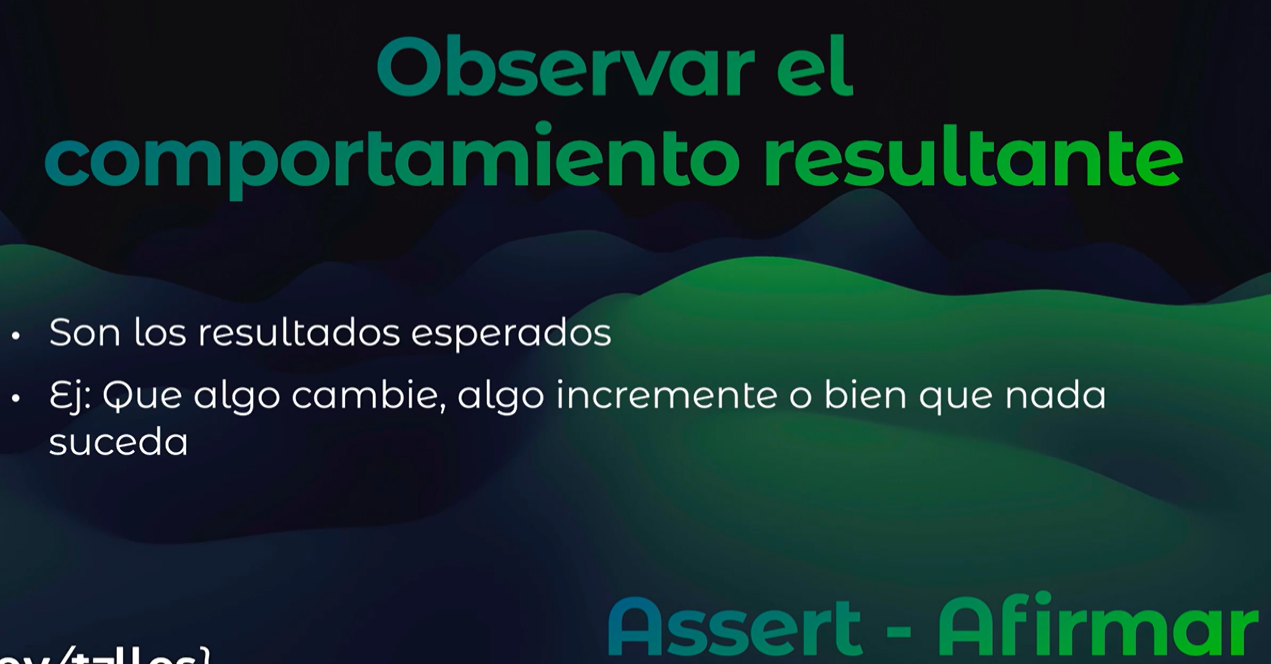 Observar el
comportamiento resultante
• Son los resultados esperados
• Ej: Que algo cambie, algo incremente o bien que nada
suceda
Assert - Afirmar